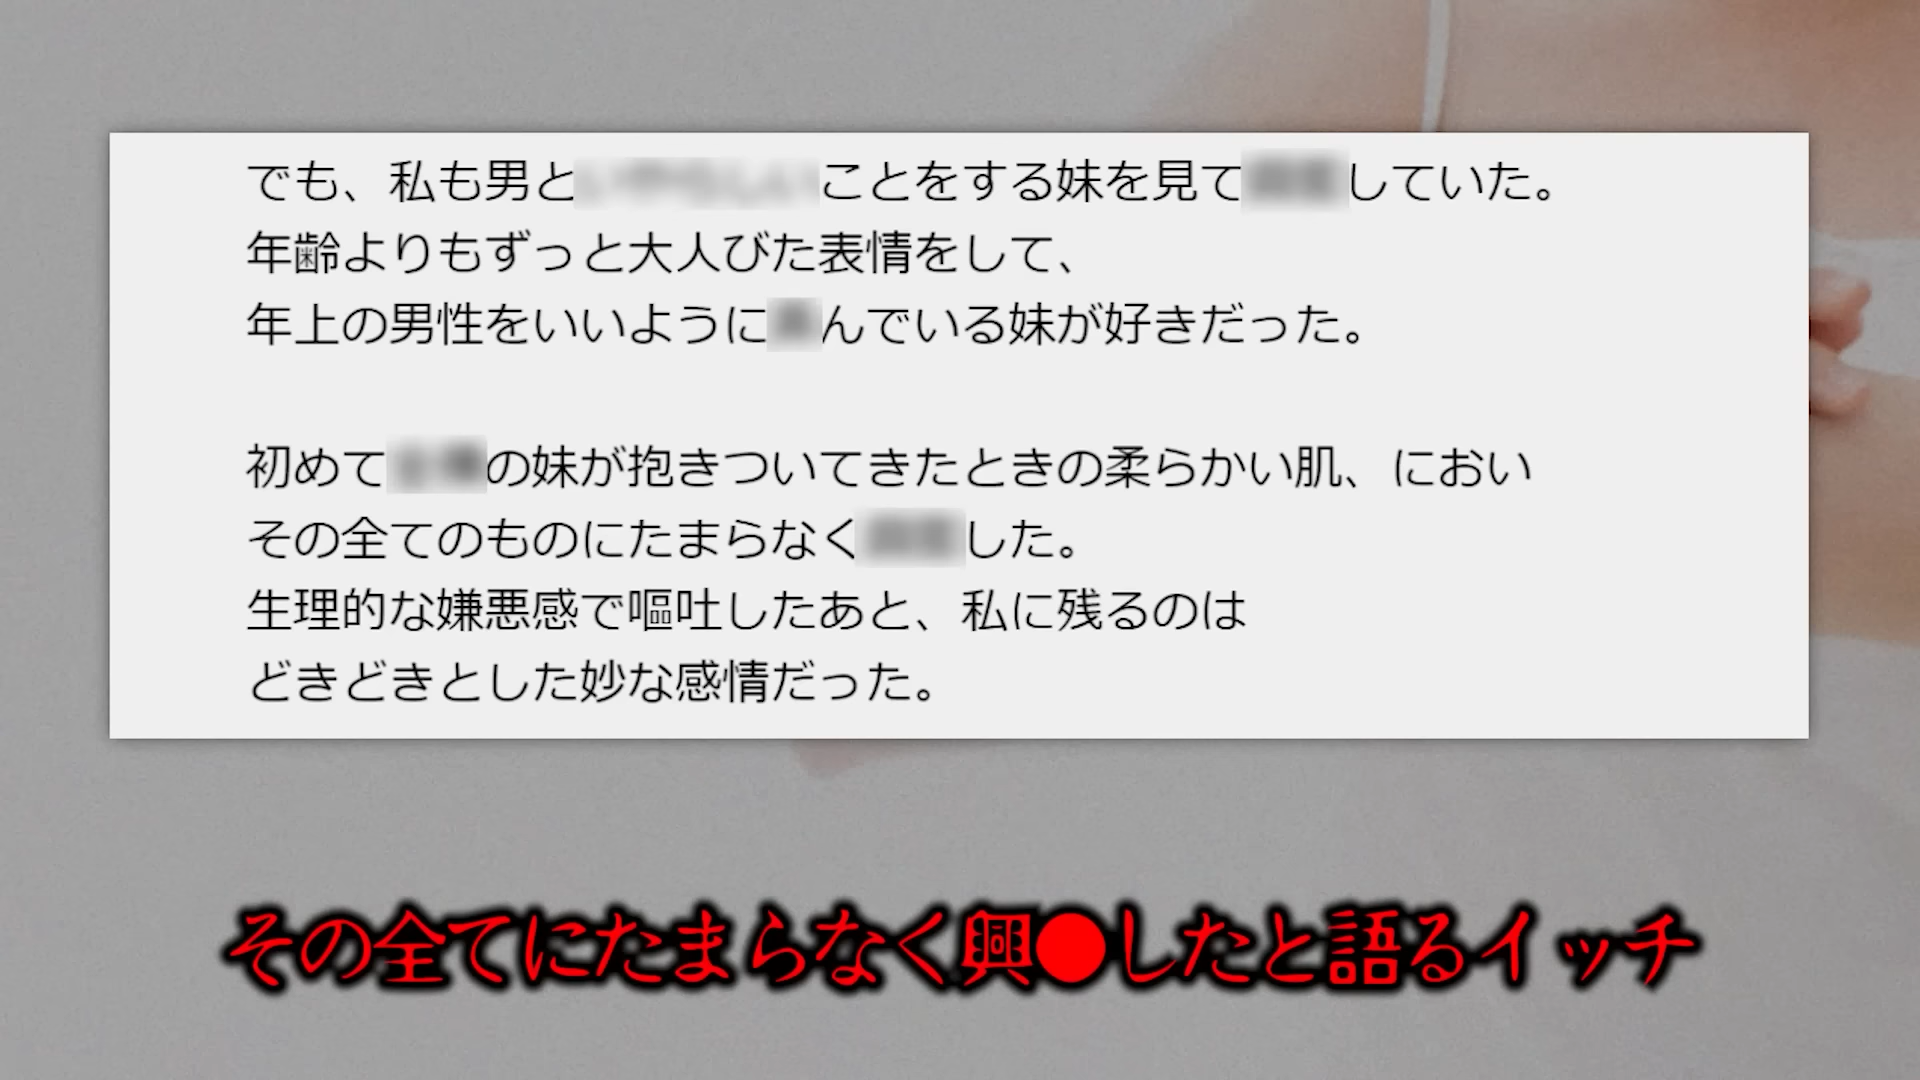 でも、私も男と ことをする妹を見て していた。
年齢よりもずっと大人びた表情をして、
年上の男性をいいように んでいる妹が好きだった。
初めて の妹が抱きついてきたときの柔らかい肌、におい
その全てのものにたまらなく した。
生理的な嫌悪感で嘔吐したあと、私に残るのは
どきどきとした妙な感情だった。
その全てにたまらなく興●したと語るイッチ